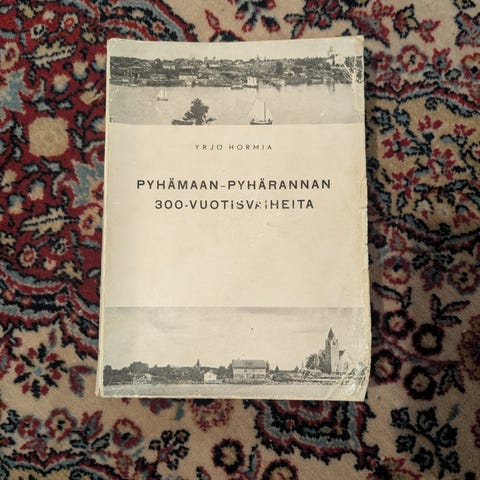 YRJÖ HORMIA
PYHÄMAAN-PYHÄRANNAN
300-VUOTISVAIHEITA